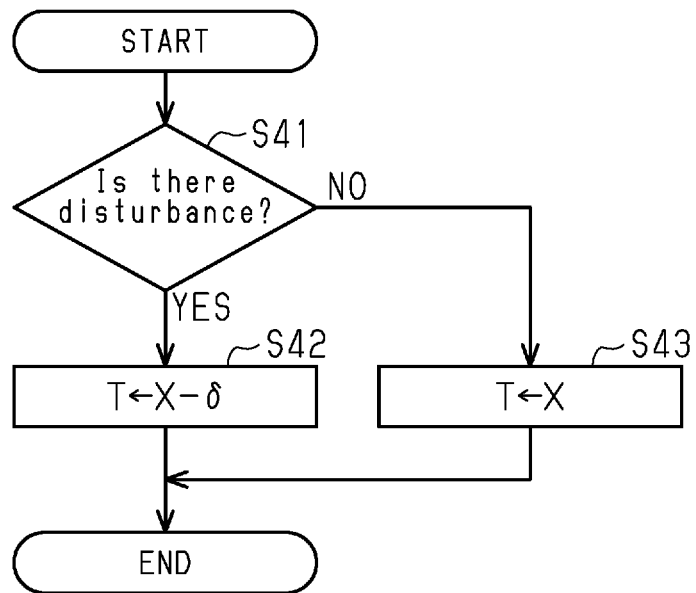 START
S41
Is there
disturbance?
NO
YES
S42
T←X−δ
S43
T←X
END